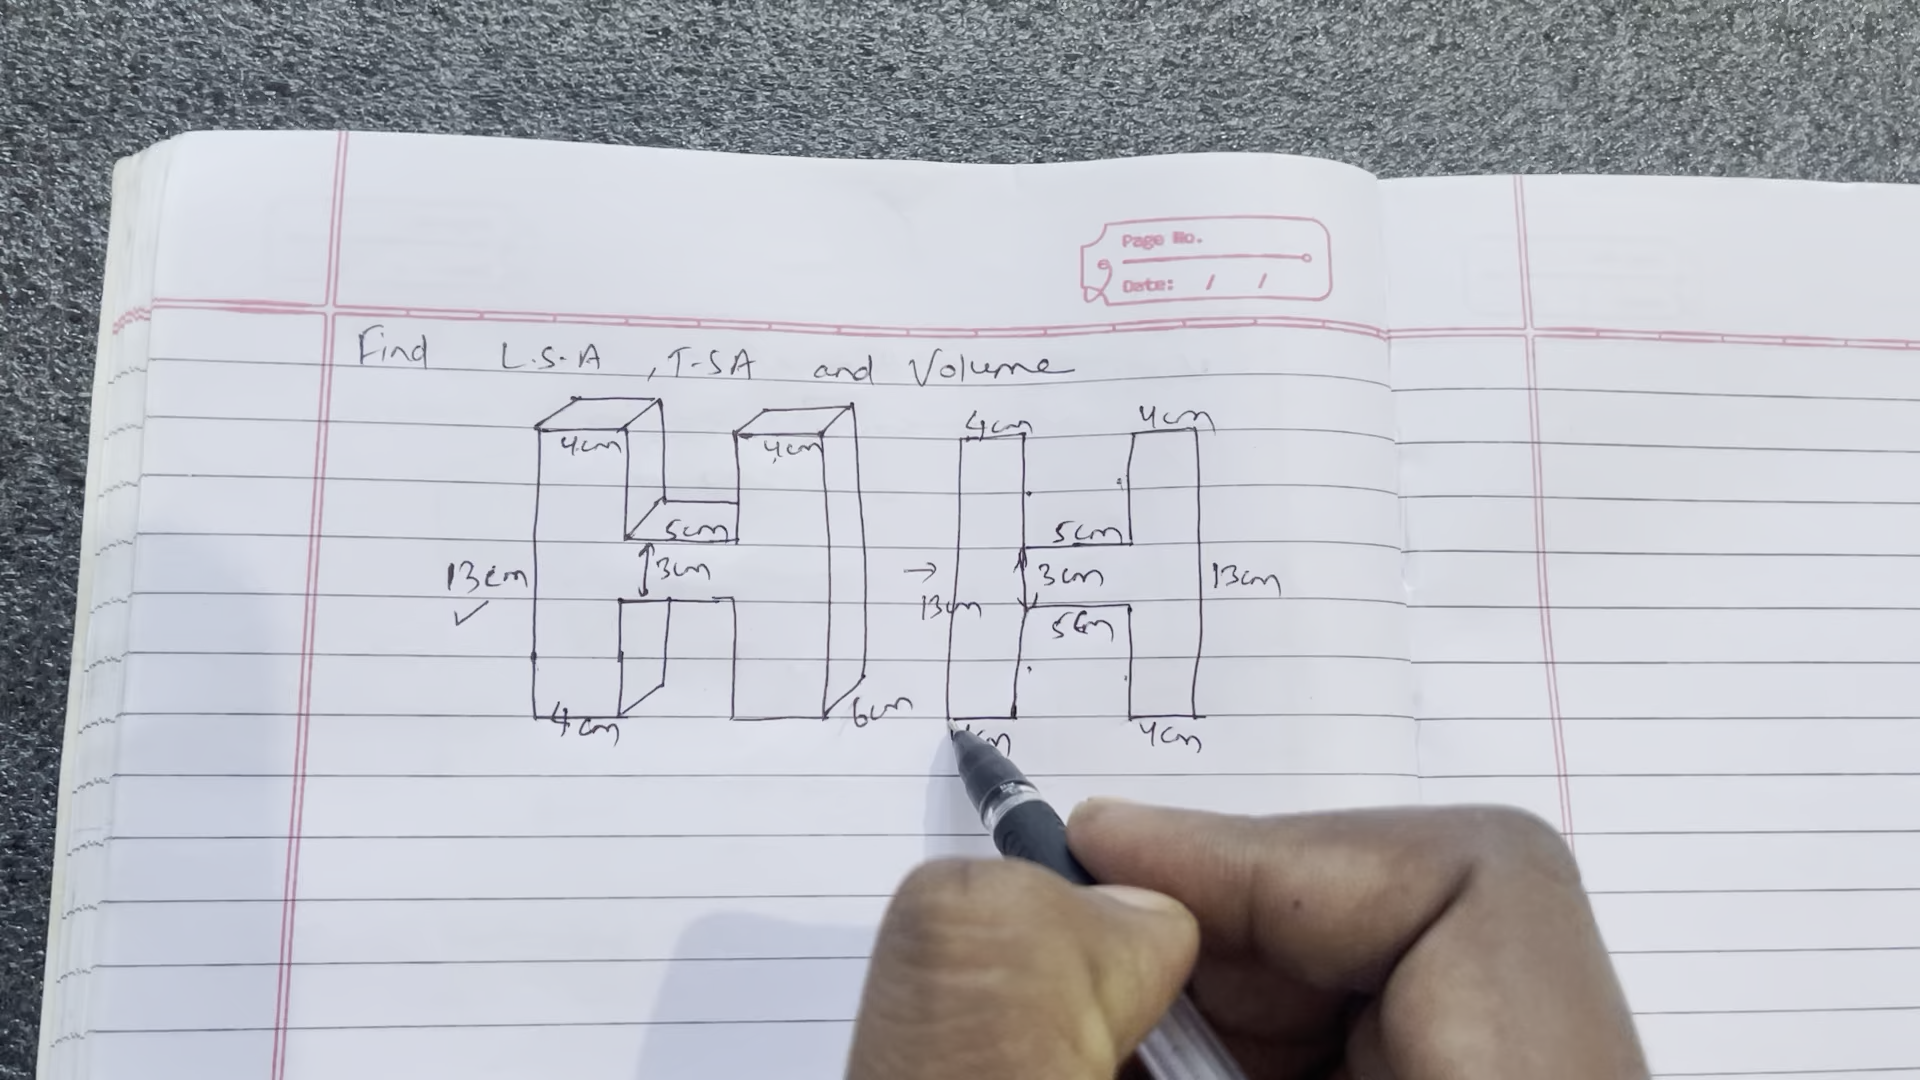 Page No.
Date: / /
Find L.S.A , T-SA and Volume
4cm 4cm 4cm 4cm
5cm 5cm
13cm 3cm → 3cm 13cm
13cm 5cm
4cm 6cm 4cm